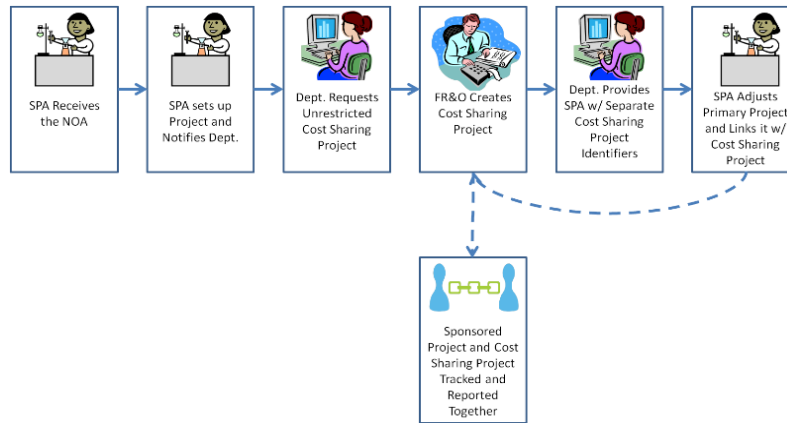 SPA Receives
the NOA
SPA sets up
Project and
Notifies Dept.
Dept. Requests
Unrestricted
Cost Sharing
Project
FR&O Creates
Cost Sharing
Project
Dept. Provides
SPA w/ Separate
Cost Sharing
Project
Identifiers
SPA Adjusts
Primary Project
and Links it w/
Cost Sharing
Project
Sponsored
Project and Cost
Sharing Project
Tracked and
Reported
Together